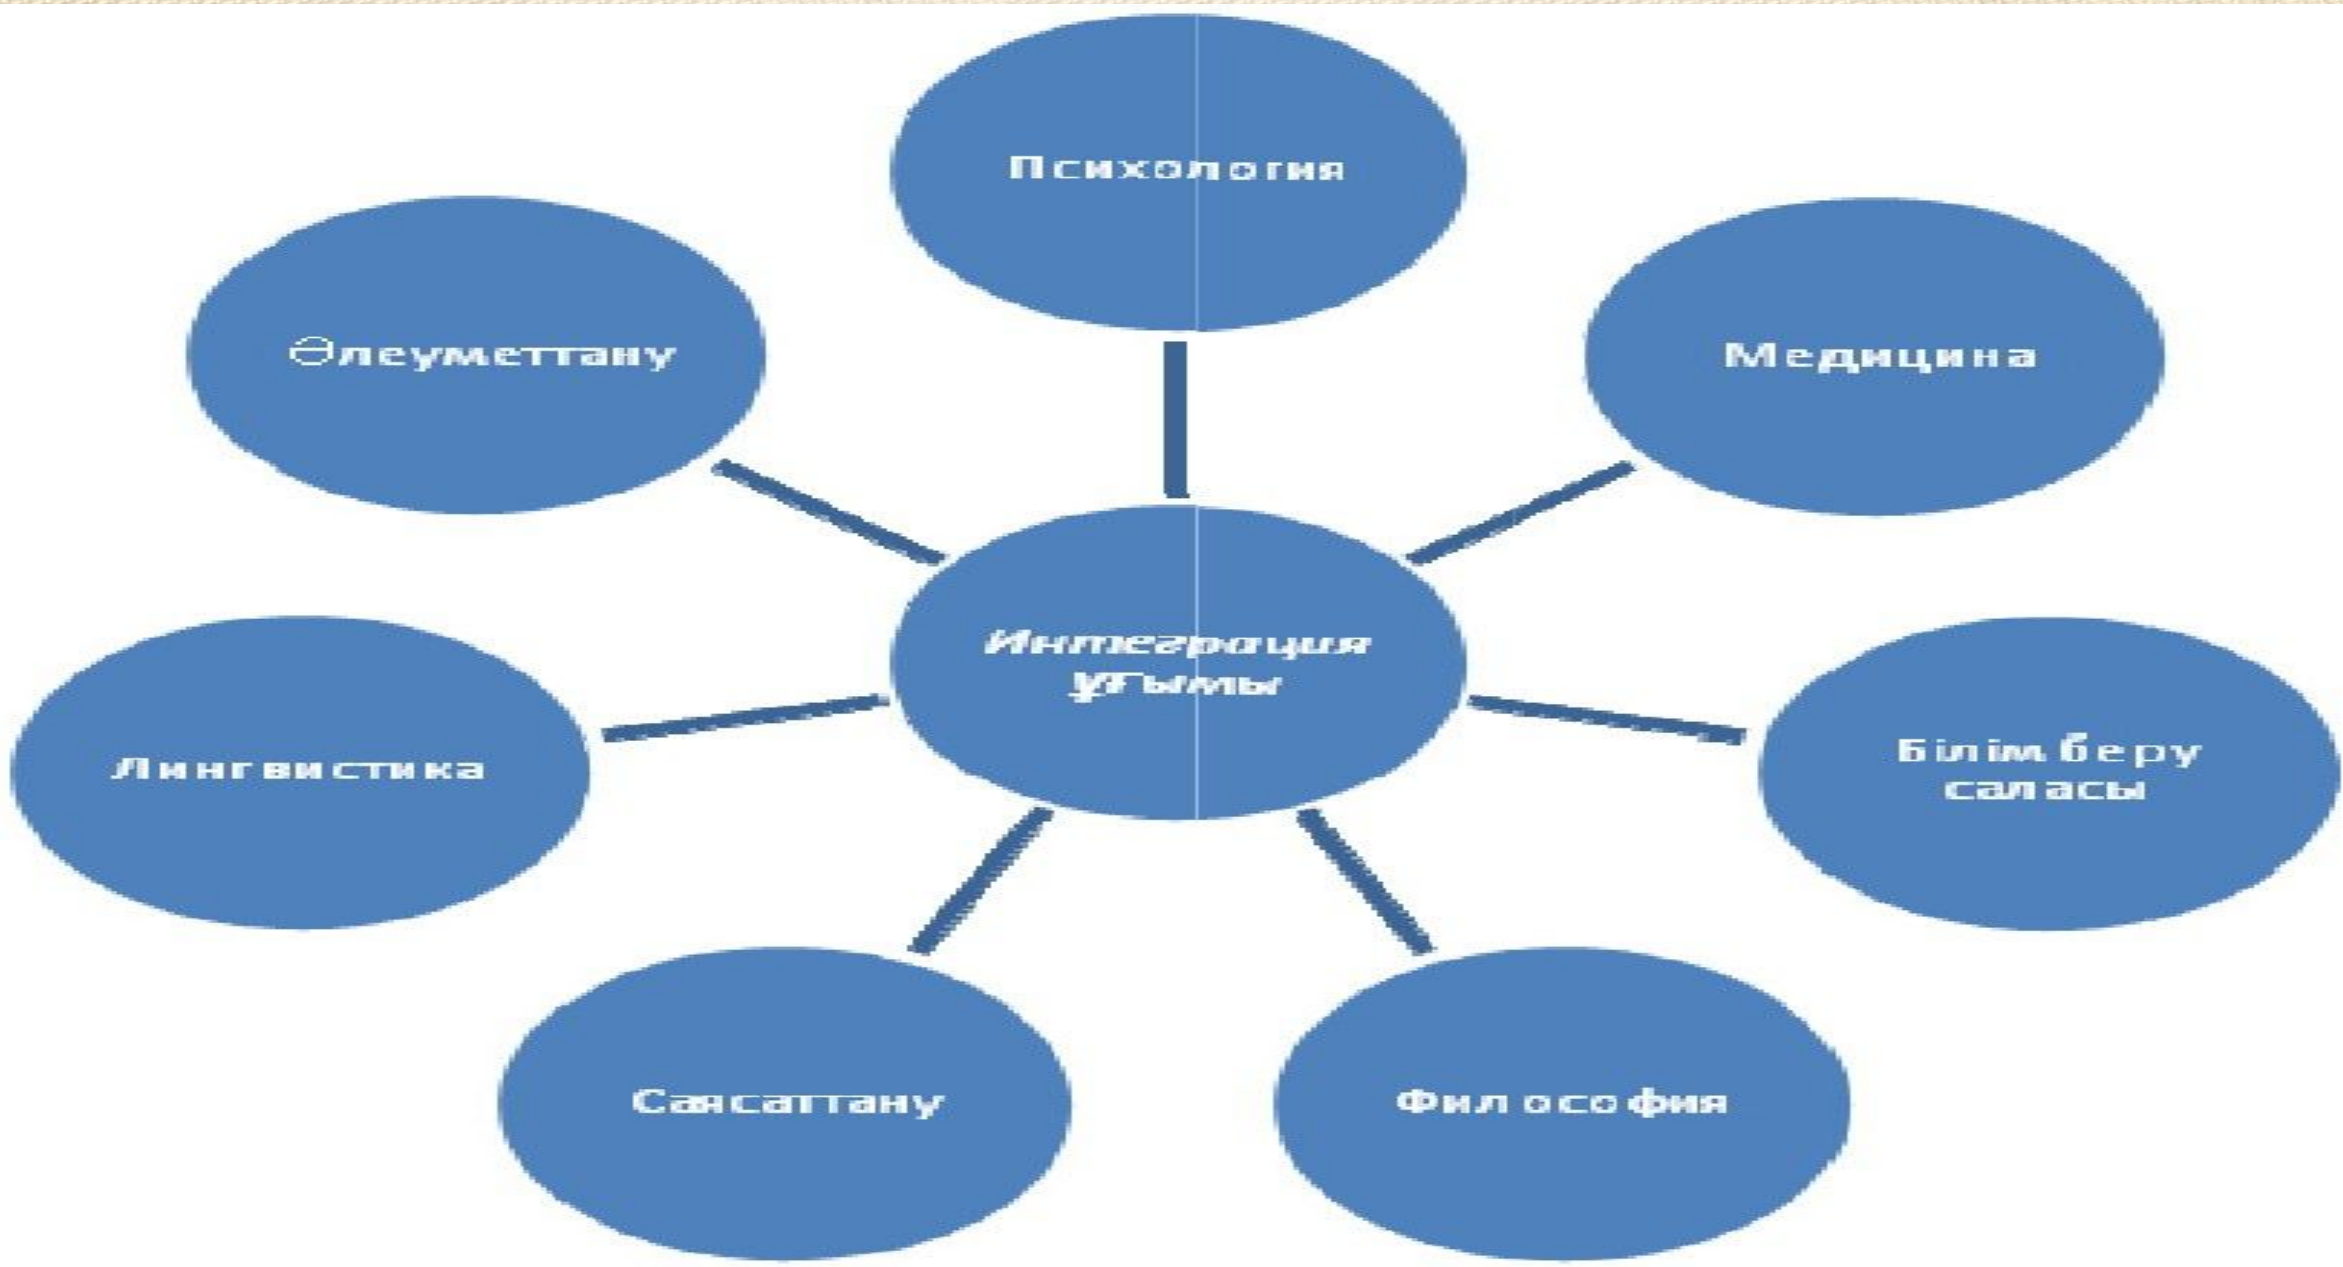 Психология
Әлеуметтану
Медицина
Интеграция
ұғымы
Лингвистика
Білім беру
саласы
Саясаттану
Философия